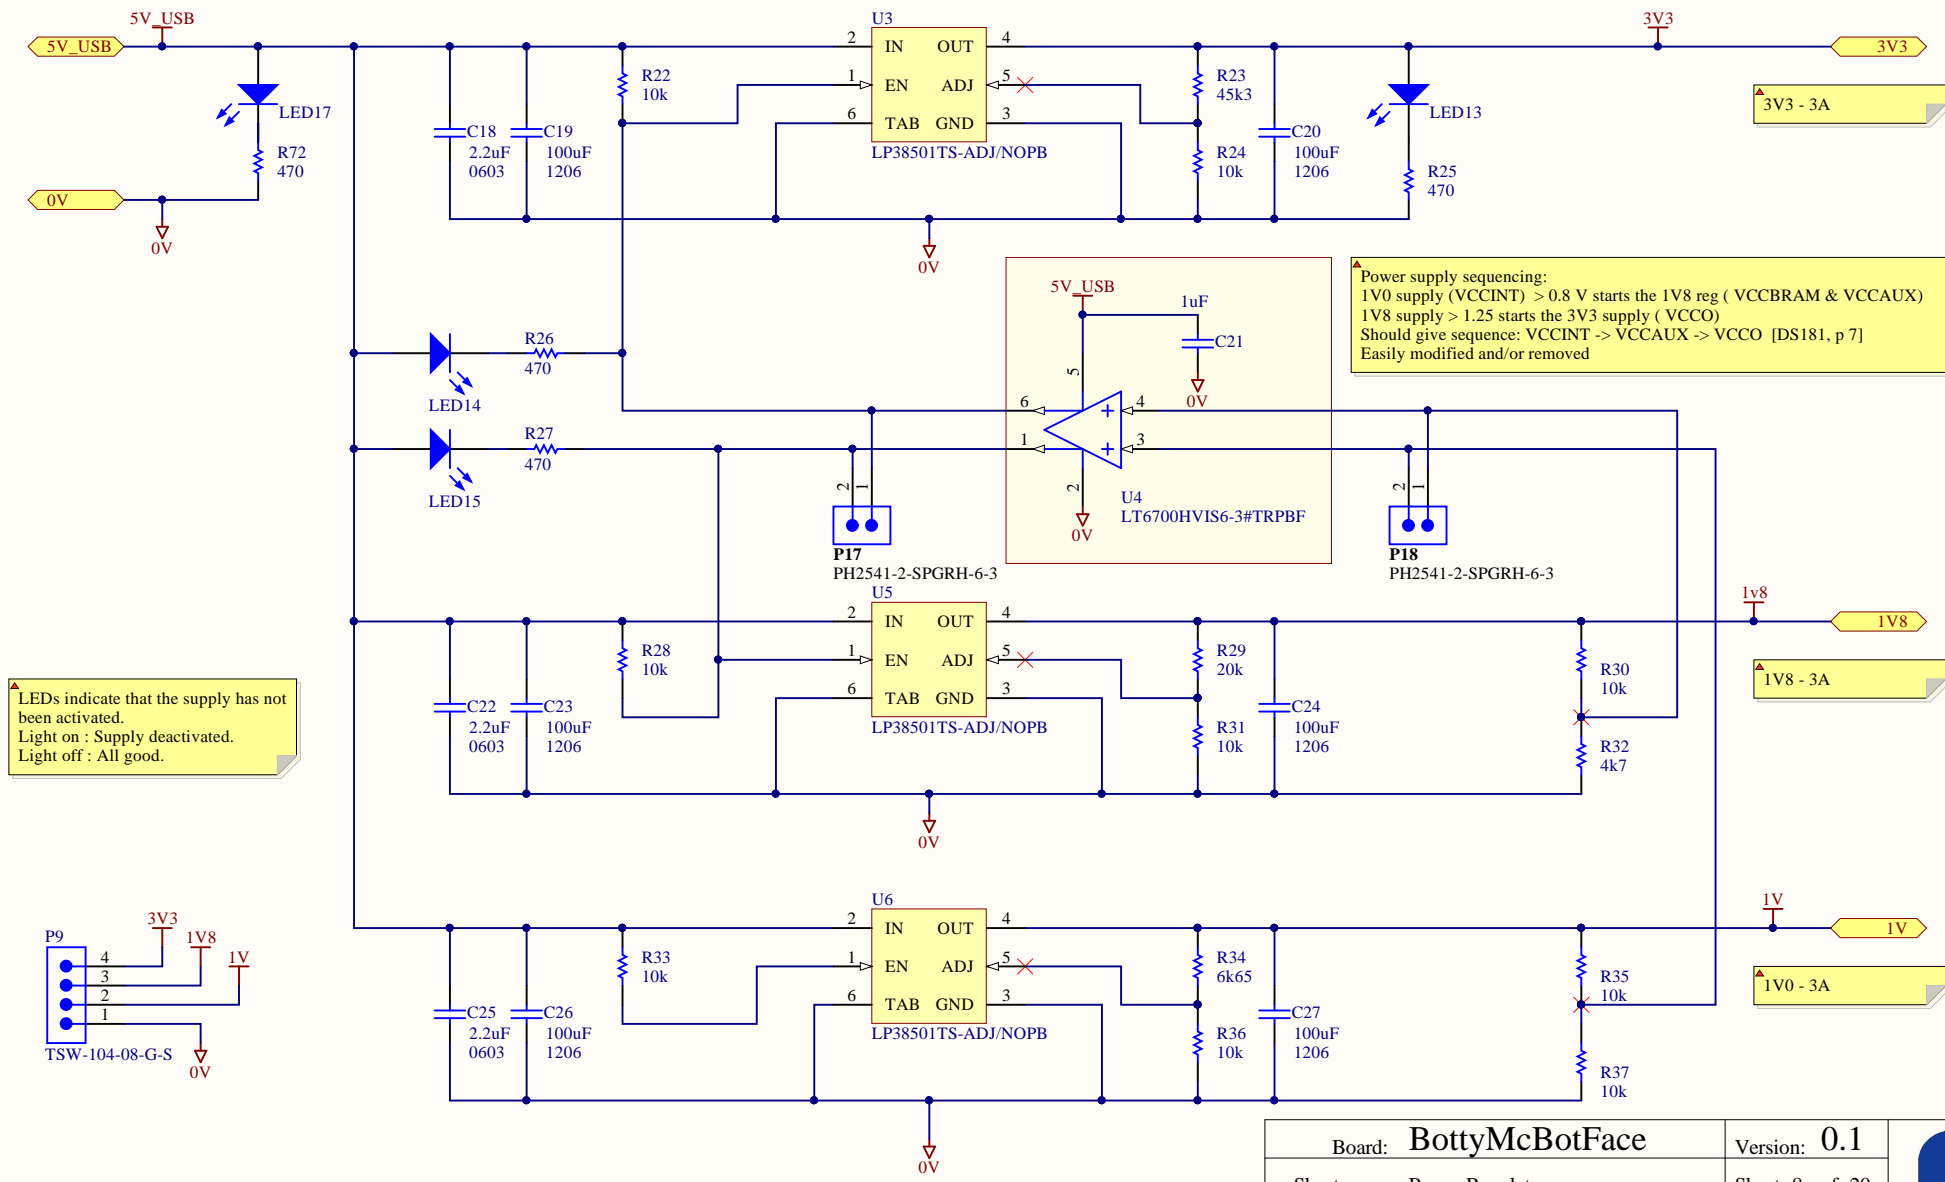 5V_USB
5V_USB
LED17
R72
470
0V
0V
C18
2.2uF
0603
C19
100uF
1206
R22
10k
U3
2 IN OUT 4
1 EN ADJ 5
6 TAB GND 3
LP38501TS-ADJ/NOPB
R23
45k3
R24
10k
C20
100uF
1206
LED13
R25
470
3V3
3V3
3V3 - 3A
0V
Power supply sequencing:
1V0 supply (VCCINT) > 0.8 V starts the 1V8 reg ( VCCBRAM & VCCAUX)
1V8 supply > 1.25 starts the 3V3 supply ( VCCO)
Should give sequence: VCCINT -> VCCAUX -> VCCO [DS181, p 7]
Easily modified and/or removed
LED14
R26
470
LED15
R27
470
5V_USB
1uF
C21
0V
5
6
1
4
3
2
0V
U4
LT6700HVIS6-3#TRPBF
2
1
P17
PH2541-2-SPGRH-6-3
2
1
P18
PH2541-2-SPGRH-6-3
U5
2 IN OUT 4
1 EN ADJ 5
6 TAB GND 3
LP38501TS-ADJ/NOPB
C22
2.2uF
0603
C23
100uF
1206
R28
10k
R29
20k
R31
10k
C24
100uF
1206
R30
10k
R32
4k7
1v8
1V8
1V8 - 3A
0V
LEDs indicate that the supply has not
been activated.
Light on : Supply deactivated.
Light off : All good.
U6
2 IN OUT 4
1 EN ADJ 5
6 TAB GND 3
LP38501TS-ADJ/NOPB
C25
2.2uF
0603
C26
100uF
1206
R33
10k
R34
6k65
R36
10k
C27
100uF
1206
R35
10k
R37
10k
1V
1V
1V0 - 3A
0V
P9
3V3
1V8
1V
4
3
2
1
TSW-104-08-G-S
0V
Board: BottyMcBotFace
Version: 0.1